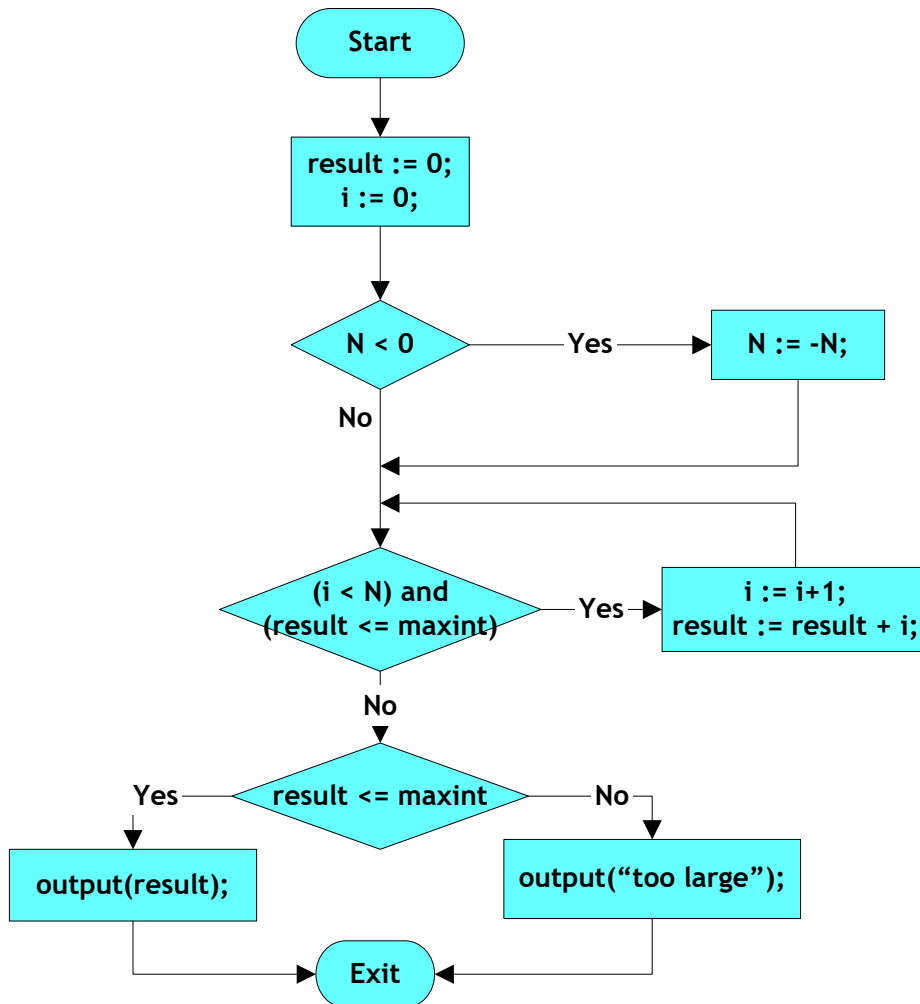 Start
result := 0;
i := 0;
N < 0
Yes
N := -N;
No
(i < N) and
(result <= maxint)
Yes
i := i+1;
result := result + i;
No
result <= maxint
Yes
No
output(result);
output(“too large”);
Exit